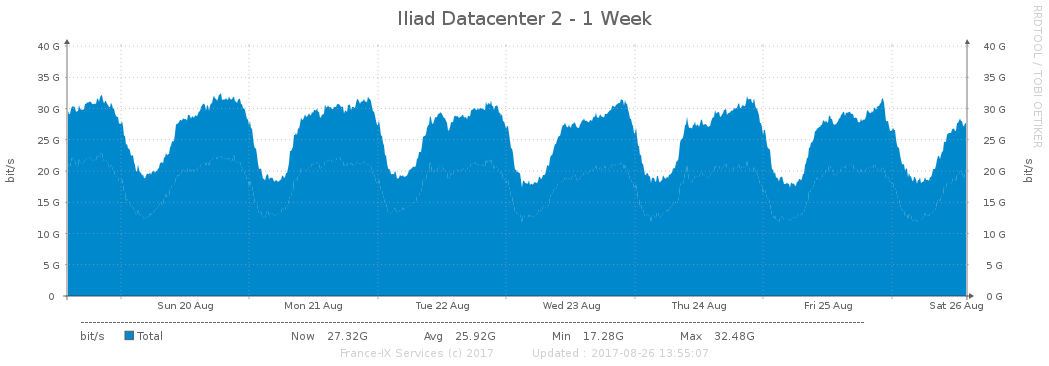 Iliad Datacenter 2 - 1 Week
RRDTOOL / TOBI OETIKER
40 G 40 G
35 G 35 G
30 G 30 G
25 G 25 G
20 G 20 G
15 G 15 G
10 G 10 G
5 G 5 G
0 0 G
bit/s
bit/s
Sun 20 Aug Mon 21 Aug Tue 22 Aug Wed 23 Aug Thu 24 Aug Fri 25 Aug Sat 26 Aug
bit/s Total Now 27.32G Avg 25.92G Min 17.28G Max 32.48G
France-IX Services (c) 2017 Updated : 2017-08-26 13:55:07